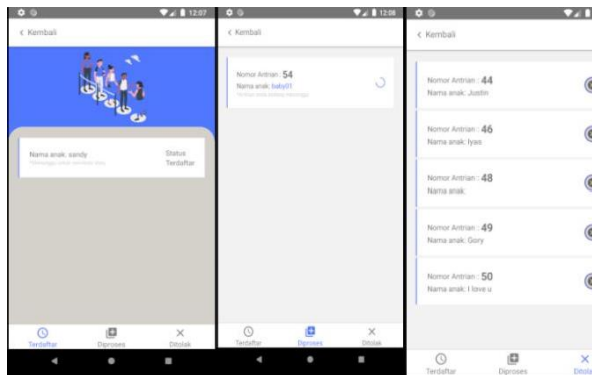 12:07
< Kembali
Nama anak: sandy
Status
Terdaftar
Terdaftar
Diproses
Ditolak
12:08
< Kembali
Nomor Antrian : 54
Nama anak: baby01
Terdaftar
Diproses
Ditolak
< Kembali
Nomor Antrian : 44
Nama anak: Justin
Nomor Antrian : 46
Nama anak: Iyas
Nomor Antrian : 48
Nama anak:
Nomor Antrian : 49
Nama anak: Gory
Nomor Antrian : 50
Nama anak: I love u
Terdaftar
Diproses